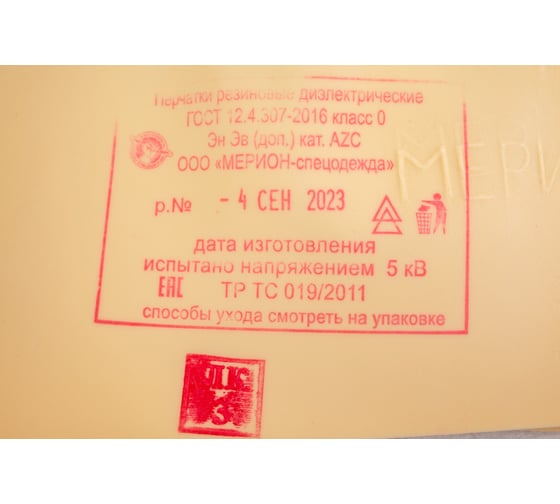 Перчатки резиновые диэлектрические
ГОСТ 12.4.307-2016 класс 0
Эн Эв (доп.) кат. AZC
ООО «МЕРИОН-спецодежда»
МЕРИ
р.№ - 4 СЕН 2023
дата изготовления
испытано напряжением 5 кВ
ЕАС ТР ТС 019/2011
способы ухода смотреть на упаковке
3